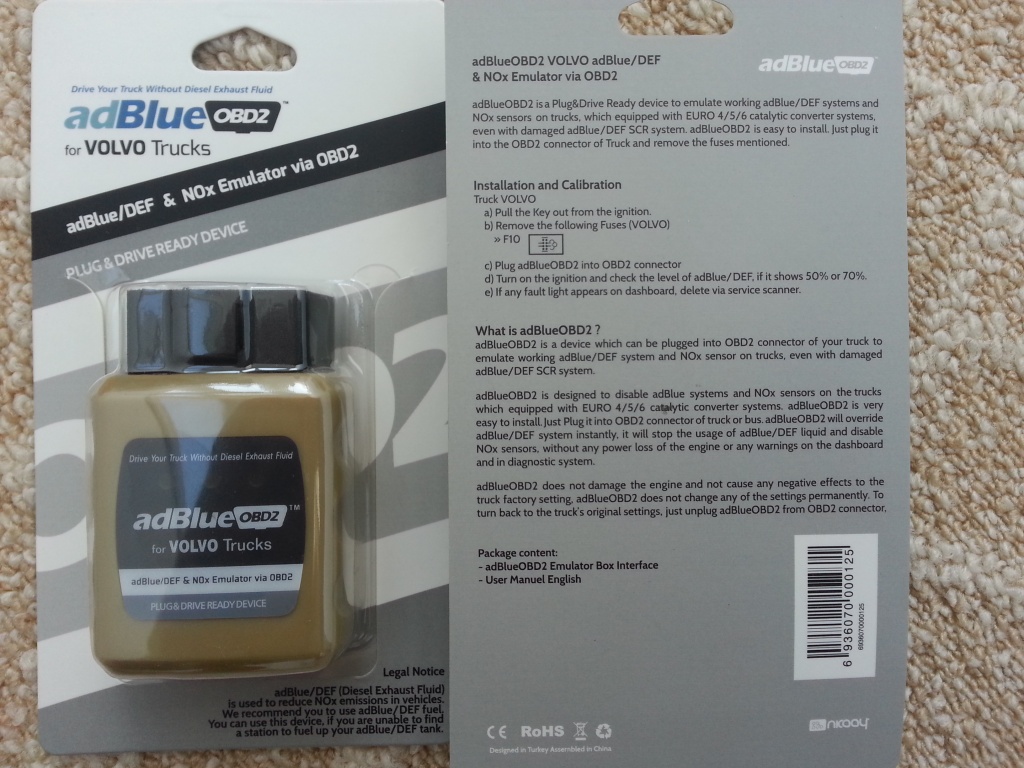 Drive Your Truck Without Diesel Exhaust Fluid
adBlue OBD2™
for VOLVO Trucks
adBlue/DEF & NOx Emulator via OBD2
PLUG & DRIVE READY DEVICE
Drive Your Truck Without Diesel Exhaust Fluid
adBlue OBD2 TM
for VOLVO Trucks
adBlue/DEF & NOx Emulator via OBD2
PLUG & DRIVE READY DEVICE
Legal Notice
adBlue/DEF (Diesel Exhaust Fluid)
is used to reduce NOx emissions in vehicles.
We recommend you to use adBlue/DEF fuel.
You can use this device, if you are unable to find
a station to fuel up your adBlue/DEF tank.
adBlueOBD2 VOLVO adBlue/DEF
& NOx Emulator via OBD2
adBlue OBD2™
adBlueOBD2 is a Plug&Drive Ready device to emulate working adBlue/DEF systems and
NOx sensors on trucks, which equipped with EURO 4/5/6 catalytic converter systems,
even with damaged adBlue/DEF SCR system. adBlueOBD2 is easy to install. Just plug it
into the OBD2 connector of Truck and remove the fuses mentioned.
Installation and Calibration
Truck VOLVO
a) Pull the Key out from the ignition.
b) Remove the following Fuses (VOLVO)
» F10
c) Plug adBlueOBD2 into OBD2 connector
d) Turn on the ignition and check the level of adBlue/DEF, if it shows 50% or 70%.
e) If any fault light appears on dashboard, delete via service scanner.
What is adBlueOBD2 ?
adBlueOBD2 is a device which can be plugged into OBD2 connector of your truck to
emulate working adBlue/DEF system and NOx sensor on trucks, even with damaged
adBlue/DEF SCR system.
adBlueOBD2 is designed to disable adBlue systems and NOx sensors on the trucks
which equipped with EURO 4/5/6 catalytic converter systems. adBlueOBD2 is very
easy to install. Just Plug it into OBD2 connector of truck or bus. adBlueOBD2 will override
adBlue/DEF system instantly, it will stop the usage of adBlue/DEF liquid and disable
NOx sensors, without any power loss of the engine or any warnings on the dashboard
and in diagnostic system.
adBlueOBD2 does not damage the engine and not cause any negative effects to the
truck factory setting, adBlueOBD2 does not change any of the settings permanently. To
turn back to the truck's original settings, just unplug adBlueOBD2 from OBD2 connector.
Package content:
- adBlueOBD2 Emulator Box Interface
- User Manuel English
6 936070 000125
6936070000125
CE RoHS
Designed in Turkey Assembled in China